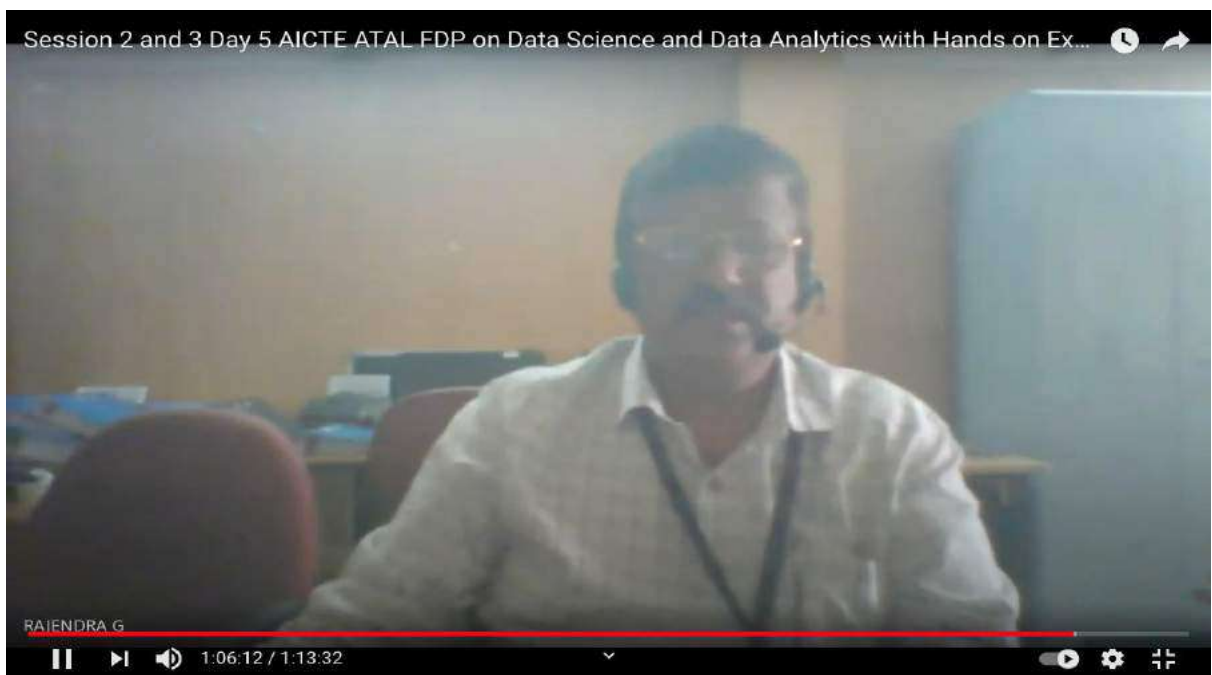 Session 2 and 3 Day 5 AICTE ATAL FDP on Data Science and Data Analytics with Hands on Ex...
RAJENDRA G
1:06:12 / 1:13:32